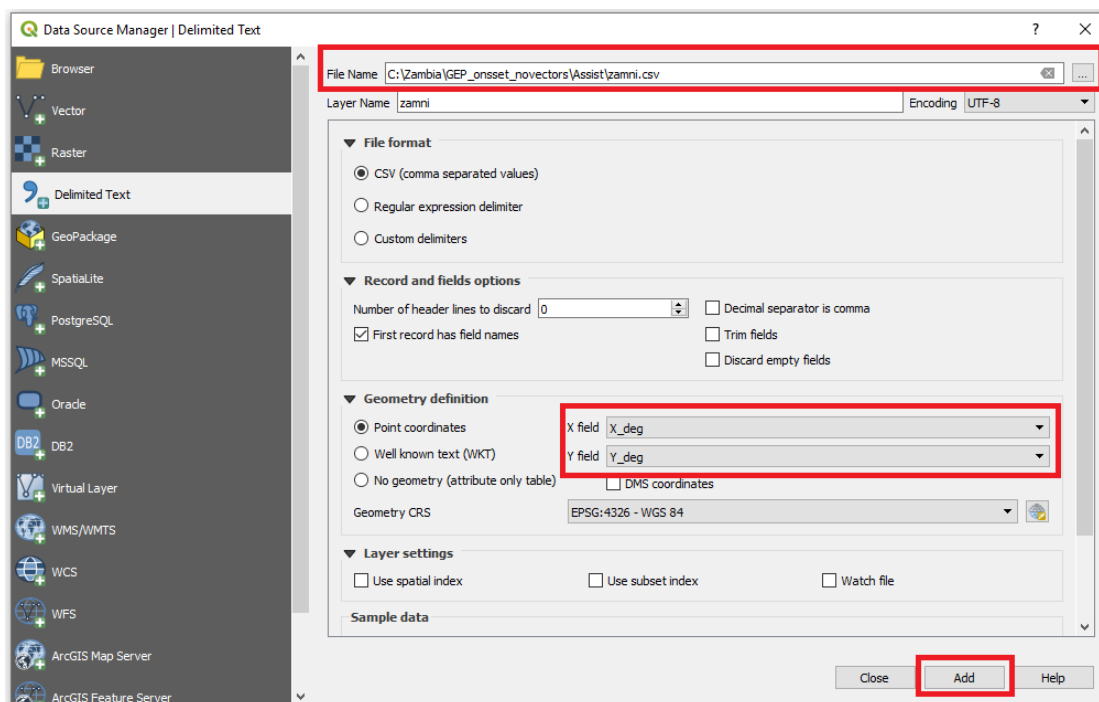 Data Source Manager | Delimited Text
Browser
Vector
Raster
Delimited Text
GeoPackage
SpatiaLite
PostgreSQL
MSSQL
Oracle
DB2 DB2
Virtual Layer
WMS/WMTS
WCS
WFS
ArcGIS Map Server
ArcGIS Feature Server
File Name C:\Zambia\GEP_onsset_novectors\Assist\zamni.csv ...
Layer Name zamni Encoding UTF-8
File format
CSV (comma separated values)
Regular expression delimiter
Custom delimiters
Record and fields options
Number of header lines to discard 0 Decimal separator is comma
First record has field names Trim fields
Discard empty fields
Geometry definition
Point coordinates X field X_deg
Well known text (WKT) Y field Y_deg
No geometry (attribute only table) DMS coordinates
Geometry CRS EPSG:4326 - WGS 84
Layer settings
Use spatial index Use subset index Watch file
Sample data
Close Add Help